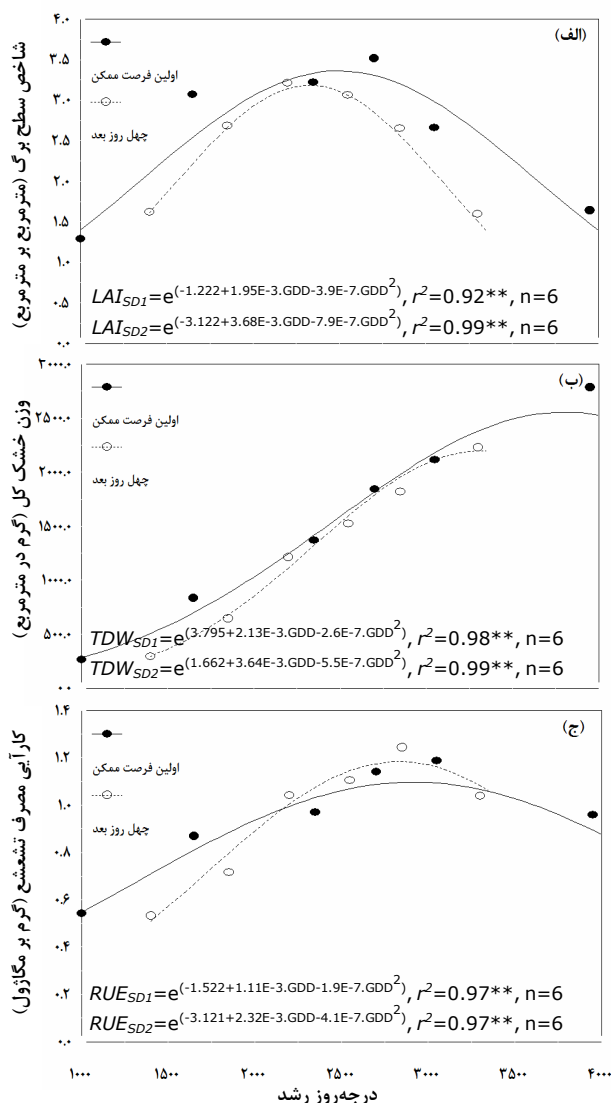 (الف)
شاخص سطح برگ (مترمربع بر مترمربع)
۴.۰
۳.۵
۳.۰
۲.۵
۲.۰
۱.۵
۱.۰
۰.۵
۰.۰
اولین فرصت ممکن
چهل روز بعد
LAI_SD1=e^(-1.222+1.95E-3.GDD-3.9E-7.GDD^2), r^2=0.92**, n=6
LAI_SD2=e^(-3.122+3.68E-3.GDD-7.9E-7.GDD^2), r^2=0.99**, n=6
(ب)
وزن خشک کل (گرم در مترمربع)
۳۰۰۰.۰
۲۵۰۰.۰
۲۰۰۰.۰
۱۵۰۰.۰
۱۰۰۰.۰
۵۰۰.۰
۰.۰
اولین فرصت ممکن
چهل روز بعد
TDW_SD1=e^(3.795+2.13E-3.GDD-2.6E-7.GDD^2), r^2=0.98**, n=6
TDW_SD2=e^(1.662+3.64E-3.GDD-5.5E-7.GDD^2), r^2=0.99**, n=6
(ج)
کارآیی مصرف تشعشع (گرم بر مگاژول)
۱.۴
۱.۲
۱.۰
۰.۸
۰.۶
۰.۴
۰.۲
۰.۰
اولین فرصت ممکن
چهل روز بعد
RUE_SD1=e^(-1.522+1.11E-3.GDD-1.9E-7.GDD^2), r^2=0.97**, n=6
RUE_SD2=e^(-3.121+2.32E-3.GDD-4.1E-7.GDD^2), r^2=0.97**, n=6
۱۰۰۰ ۱۵۰۰ ۲۰۰۰ ۲۵۰۰ ۳۰۰۰ ۳۵۰۰ ۴۰۰۰
درجه‌روز رشد